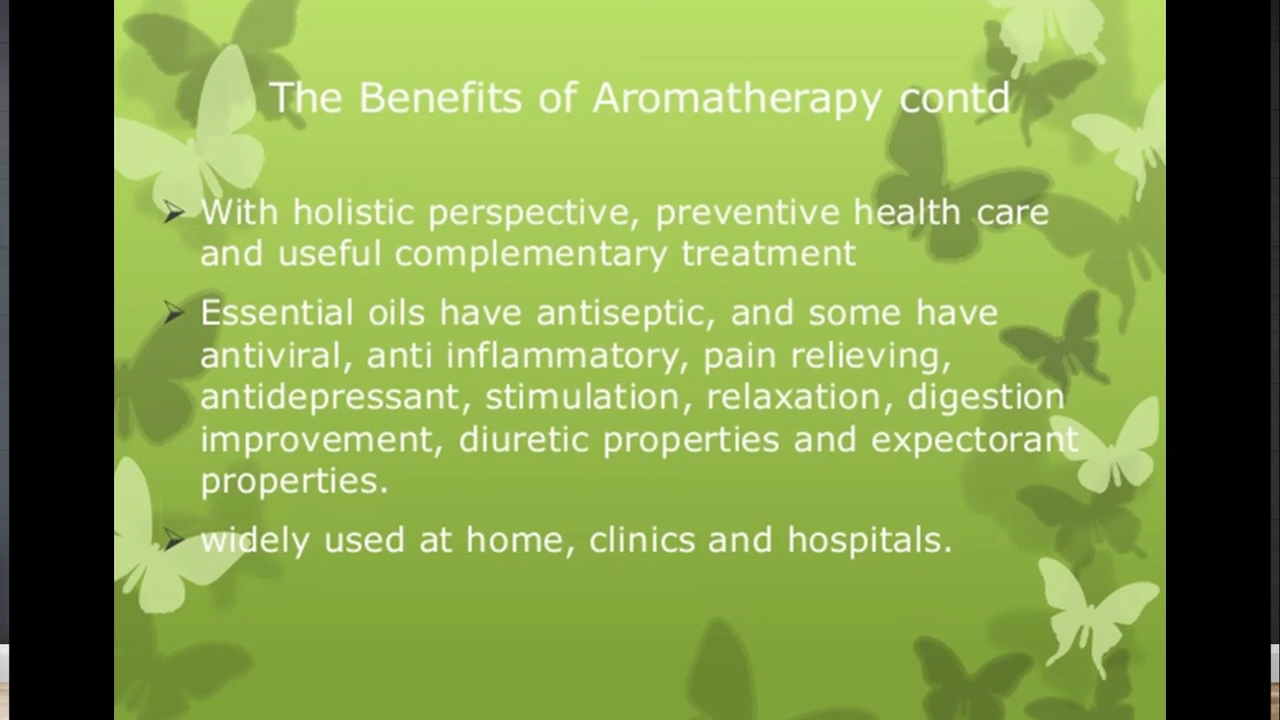 The Benefits of Aromatherapy contd
With holistic perspective, preventive health care
and useful complementary treatment
Essential oils have antiseptic, and some have
antiviral, anti inflammatory, pain relieving,
antidepressant, stimulation, relaxation, digestion
improvement, diuretic properties and expectorant
properties.
widely used at home, clinics and hospitals.